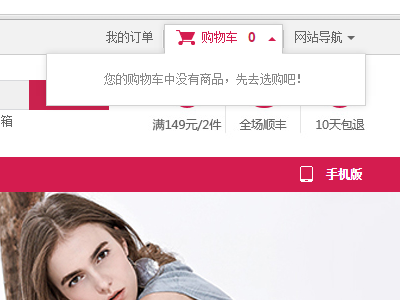 我的订单 购物车 0 网站导航
您的购物车中没有商品，先去选购吧！
箱
满149元/2件 全场顺丰 10天包退
手机版